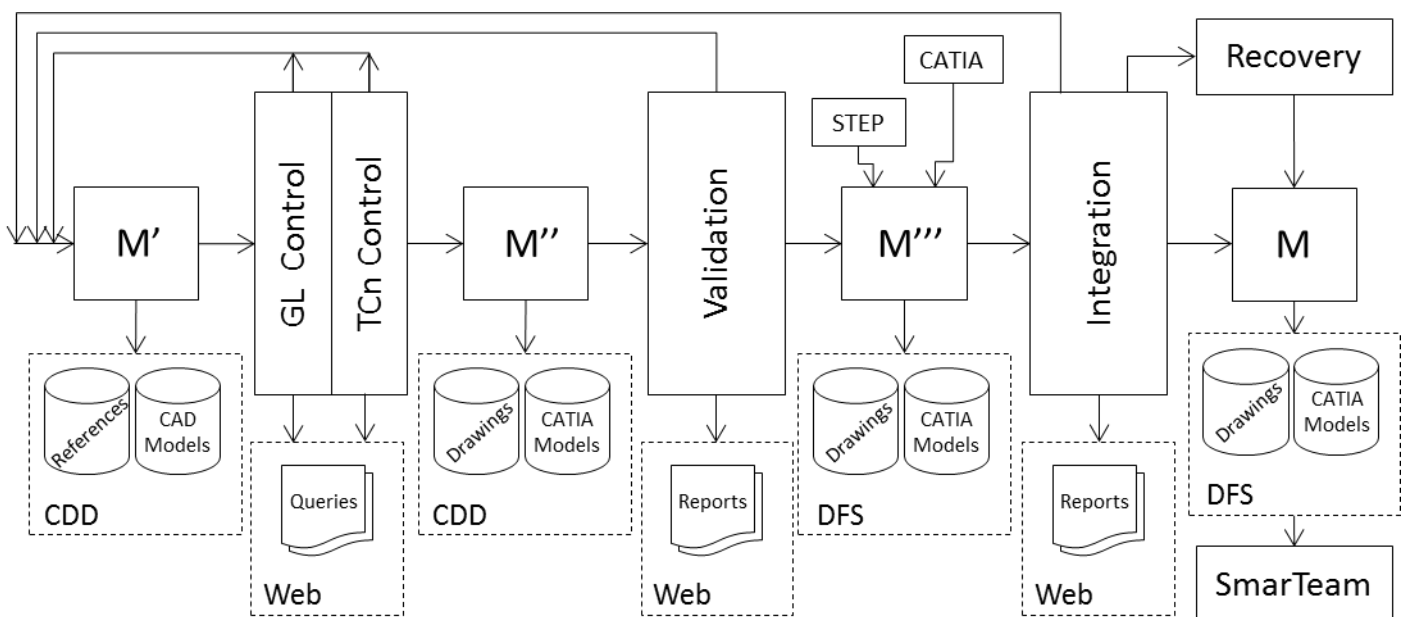 CATIA
Recovery
STEP
M'
GL Control
TCn Control
M''
Validation
M'''
Integration
M
References
CAD
Models
CDD
Queries
Web
Drawings
CATIA
Models
CDD
Reports
Web
Drawings
CATIA
Models
DFS
Reports
Web
Drawings
CATIA
Models
DFS
SmarTeam